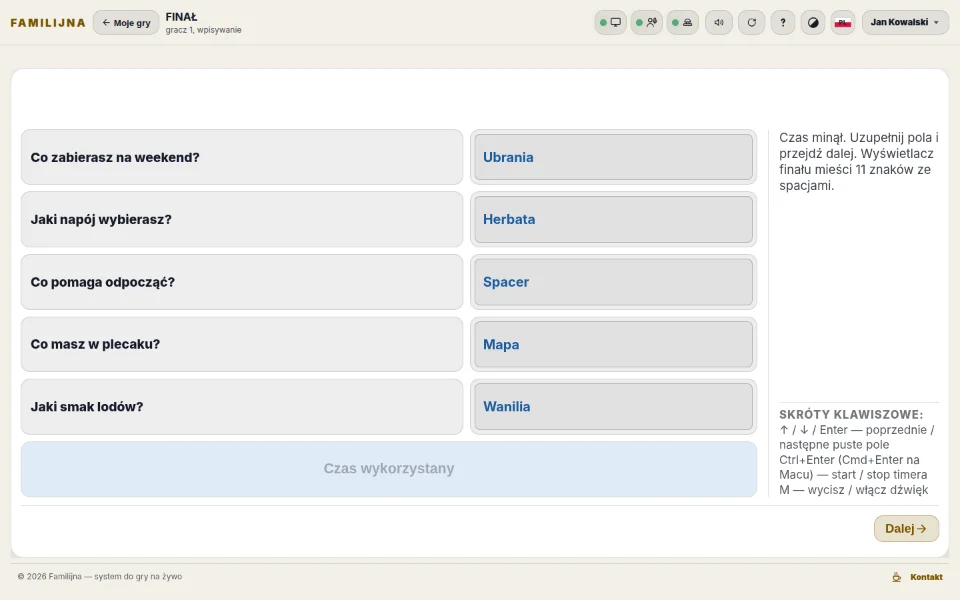 FAMILIJNA
← Moje gry
FINAŁ
gracz 1, wpisywanie
?
PL
Jan Kowalski
Co zabierasz na weekend?
Ubrania
Jaki napój wybierasz?
Herbata
Co pomaga odpocząć?
Spacer
Co masz w plecaku?
Mapa
Jaki smak lodów?
Wanilia
Czas wykorzystany
Czas minął. Uzupełnij pola i
przejdź dalej. Wyświetlacz
finału mieści 11 znaków ze
spacjami.
SKRÓTY KLAWISZOWE:
↑ / ↓ / Enter — poprzednie /
następne puste pole
Ctrl+Enter (Cmd+Enter na
Macu) — start / stop timera
M — wycisz / włącz dźwięk
Dalej→
© 2026 Familijna — system do gry na żywo
Kontakt